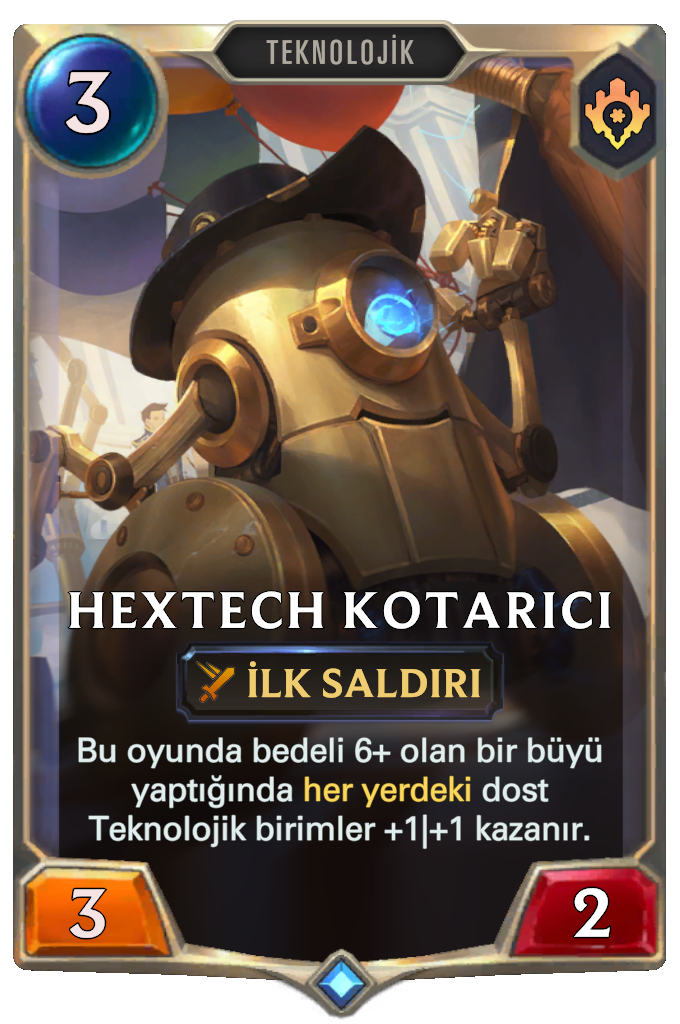 TEKNOLOJİK
3
HEXTECH KOTARICI
İLK SALDIRI
Bu oyunda bedeli 6+ olan bir büyü
yaptığında her yerdeki dost
Teknolojik birimler +1|+1 kazanır.
3
2